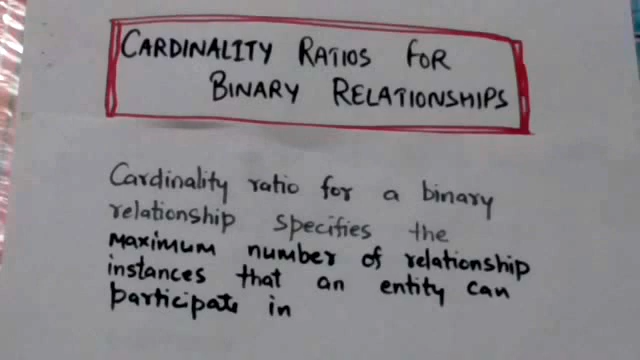 CARDINALITY RATIOS FOR
BINARY RELATIONSHIPS
Cardinality ratio for a binary
relationship specifies the
maximum number of relationship
instances that an entity can
participate in